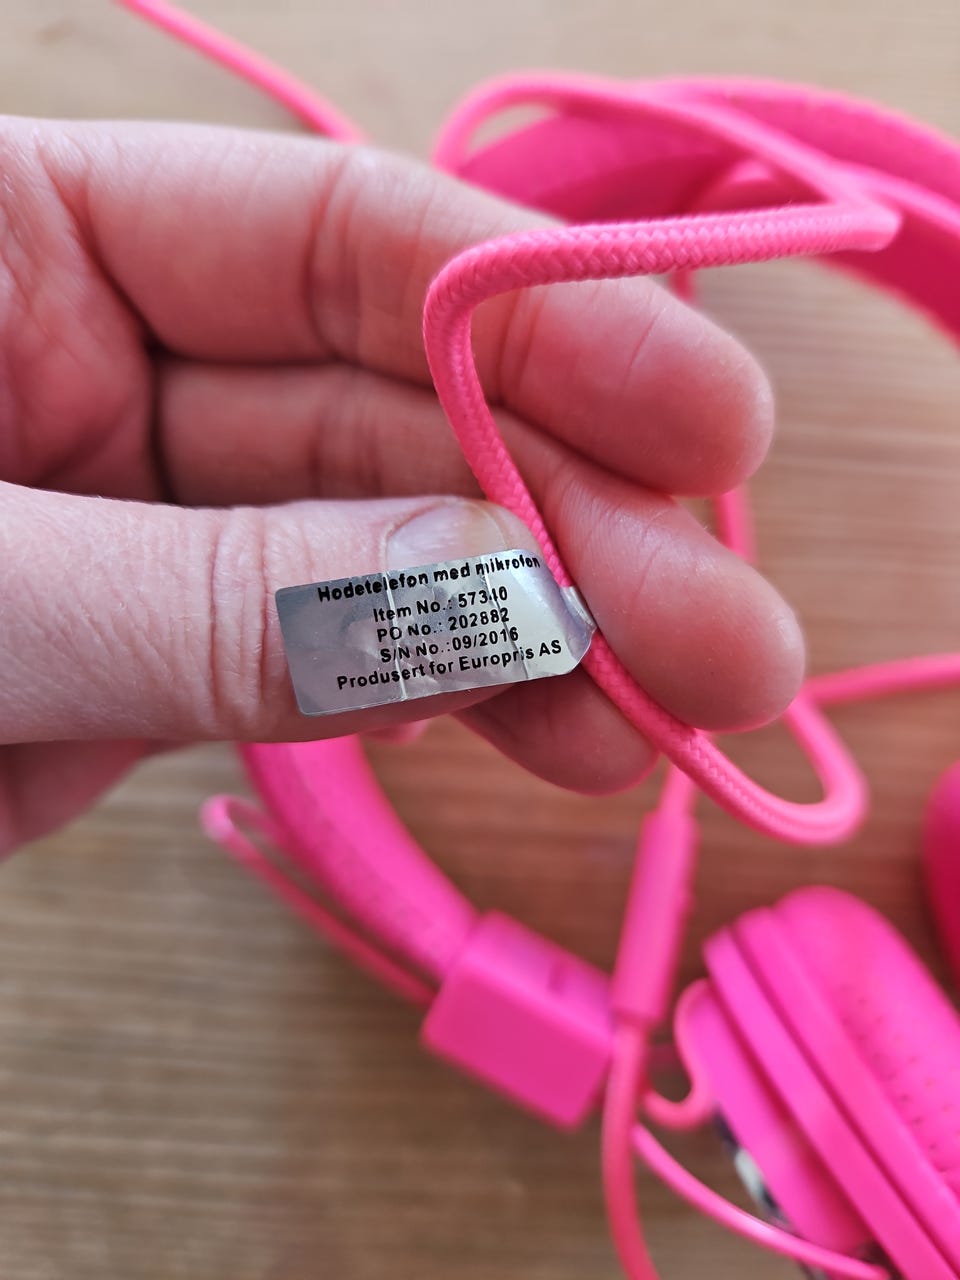 Hodetelefon med mikrofon
Item No.: 57340
PO No.: 202882
S/N No.:09/2016
Produsert for Europris AS